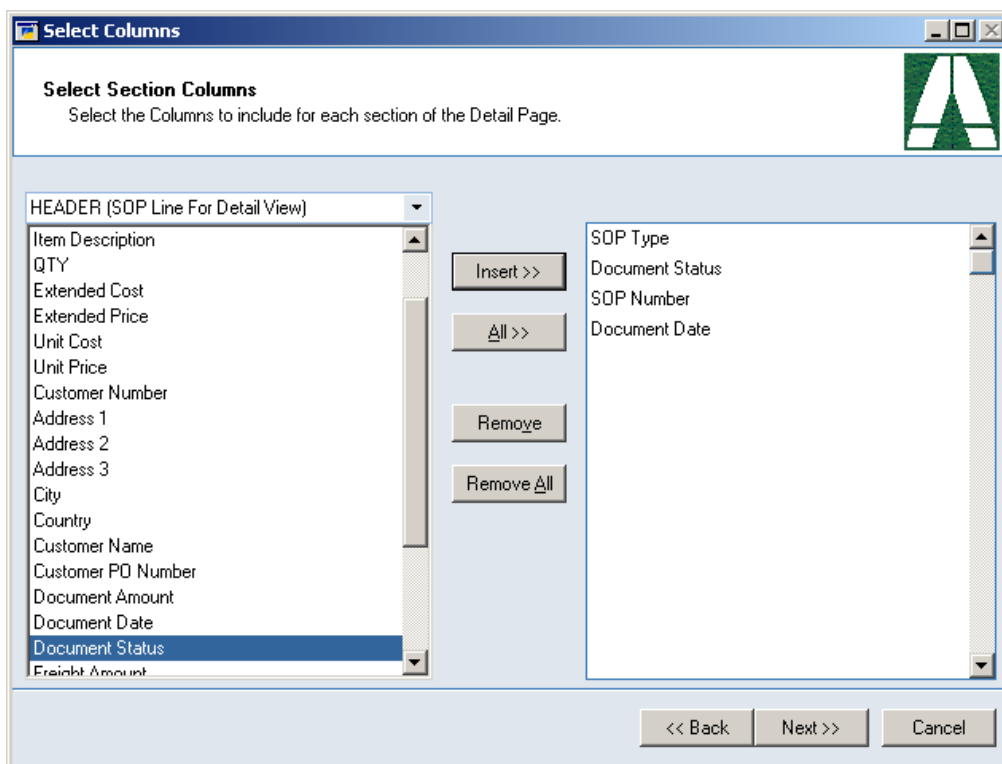 Select Columns
Select Section Columns
Select the Columns to include for each section of the Detail Page.
HEADER (SOP Line For Detail View)
Item Description
QTY
Extended Cost
Extended Price
Unit Cost
Unit Price
Customer Number
Address 1
Address 2
Address 3
City
Country
Customer Name
Customer PO Number
Document Amount
Document Date
Document Status
Freight Amount
Insert >>
All >>
Remove
Remove All
SOP Type
Document Status
SOP Number
Document Date
<< Back
Next >>
Cancel